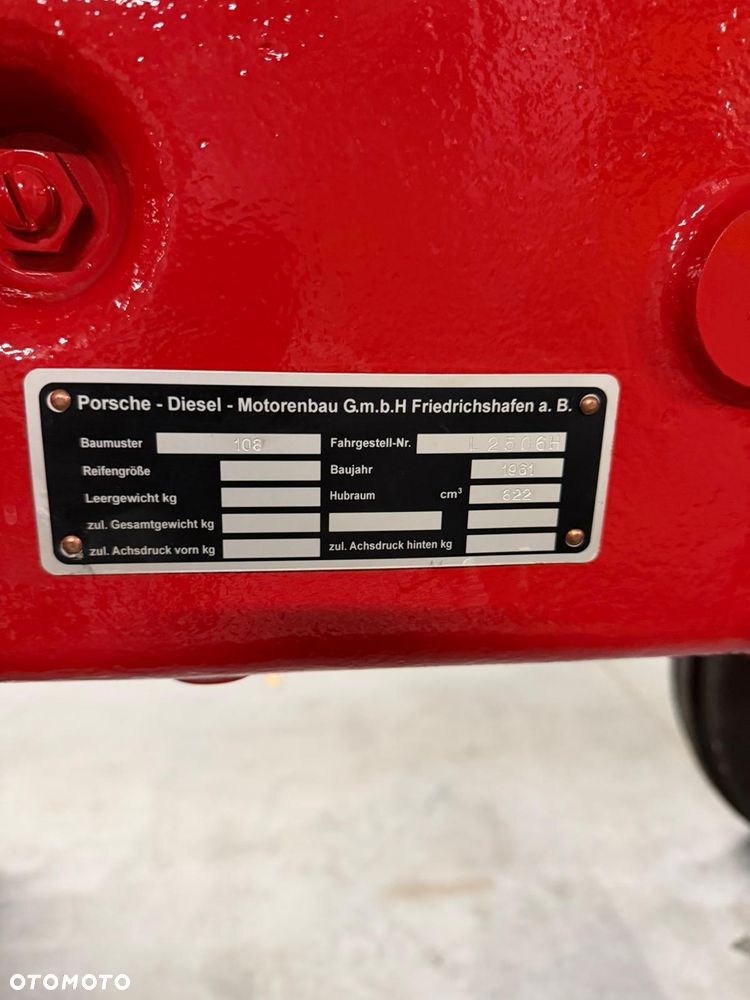 Porsche - Diesel - Motorenbau G.m.b.H Friedrichshafen a. B.
Baumuster 108 Fahrgestell-Nr. L 2506H
Reifengröße Baujahr 1961
Leergewicht kg Hubraum cm³ 822
zul. Gesamtgewicht kg
zul. Achsdruck vorn kg zul. Achsdruck hinten kg
OTOMOTO